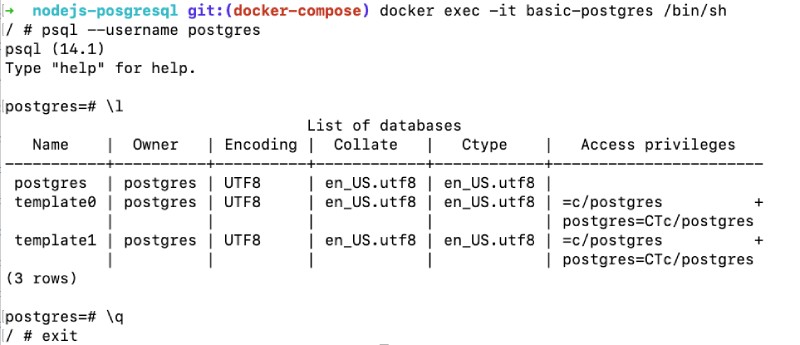 → nodejs-posgresql git:(docker-compose) docker exec -it basic-postgres /bin/sh
/ # psql --username postgres
psql (14.1)
Type "help" for help.

postgres=# \l
                                 List of databases
   Name    |  Owner   | Encoding |  Collate   |   Ctype    |   Access privileges
-----------+----------+----------+------------+------------+-----------------------
 postgres  | postgres | UTF8     | en_US.utf8 | en_US.utf8 |
 template0 | postgres | UTF8     | en_US.utf8 | en_US.utf8 | =c/postgres          +
           |          |          |            |            | postgres=CTc/postgres
 template1 | postgres | UTF8     | en_US.utf8 | en_US.utf8 | =c/postgres          +
           |          |          |            |            | postgres=CTc/postgres
(3 rows)

postgres=# \q
/ # exit